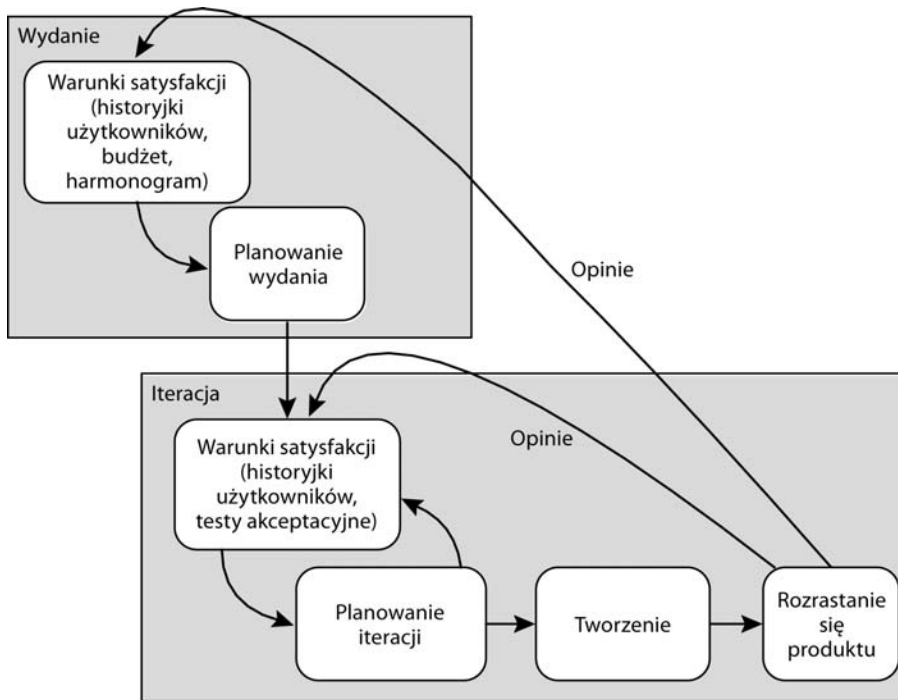 Wydanie
Warunki satysfakcji
(historyjki
użytkowników,
budżet,
harmonogram)
Planowanie
wydania
Opinie
Iteracja
Warunki satysfakcji
(historyjki
użytkowników,
testy akceptacyjne)
Opinie
Planowanie
iteracji
Tworzenie
Rozrastanie
się
produktu